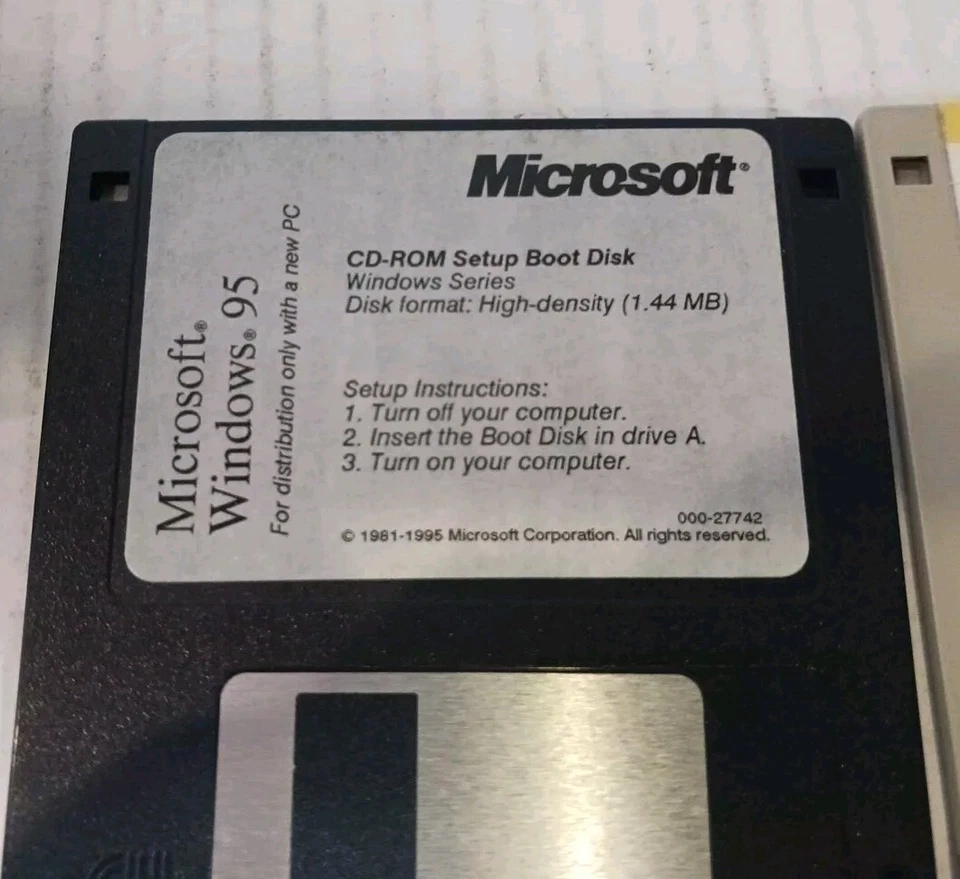 Microsoft®
Windows® 95
For distribution only with a new PC
Microsoft®
CD-ROM Setup Boot Disk
Windows Series
Disk format: High-density (1.44 MB)
Setup Instructions:
1. Turn off your computer.
2. Insert the Boot Disk in drive A.
3. Turn on your computer.
000-27742
© 1981-1995 Microsoft Corporation. All rights reserved.